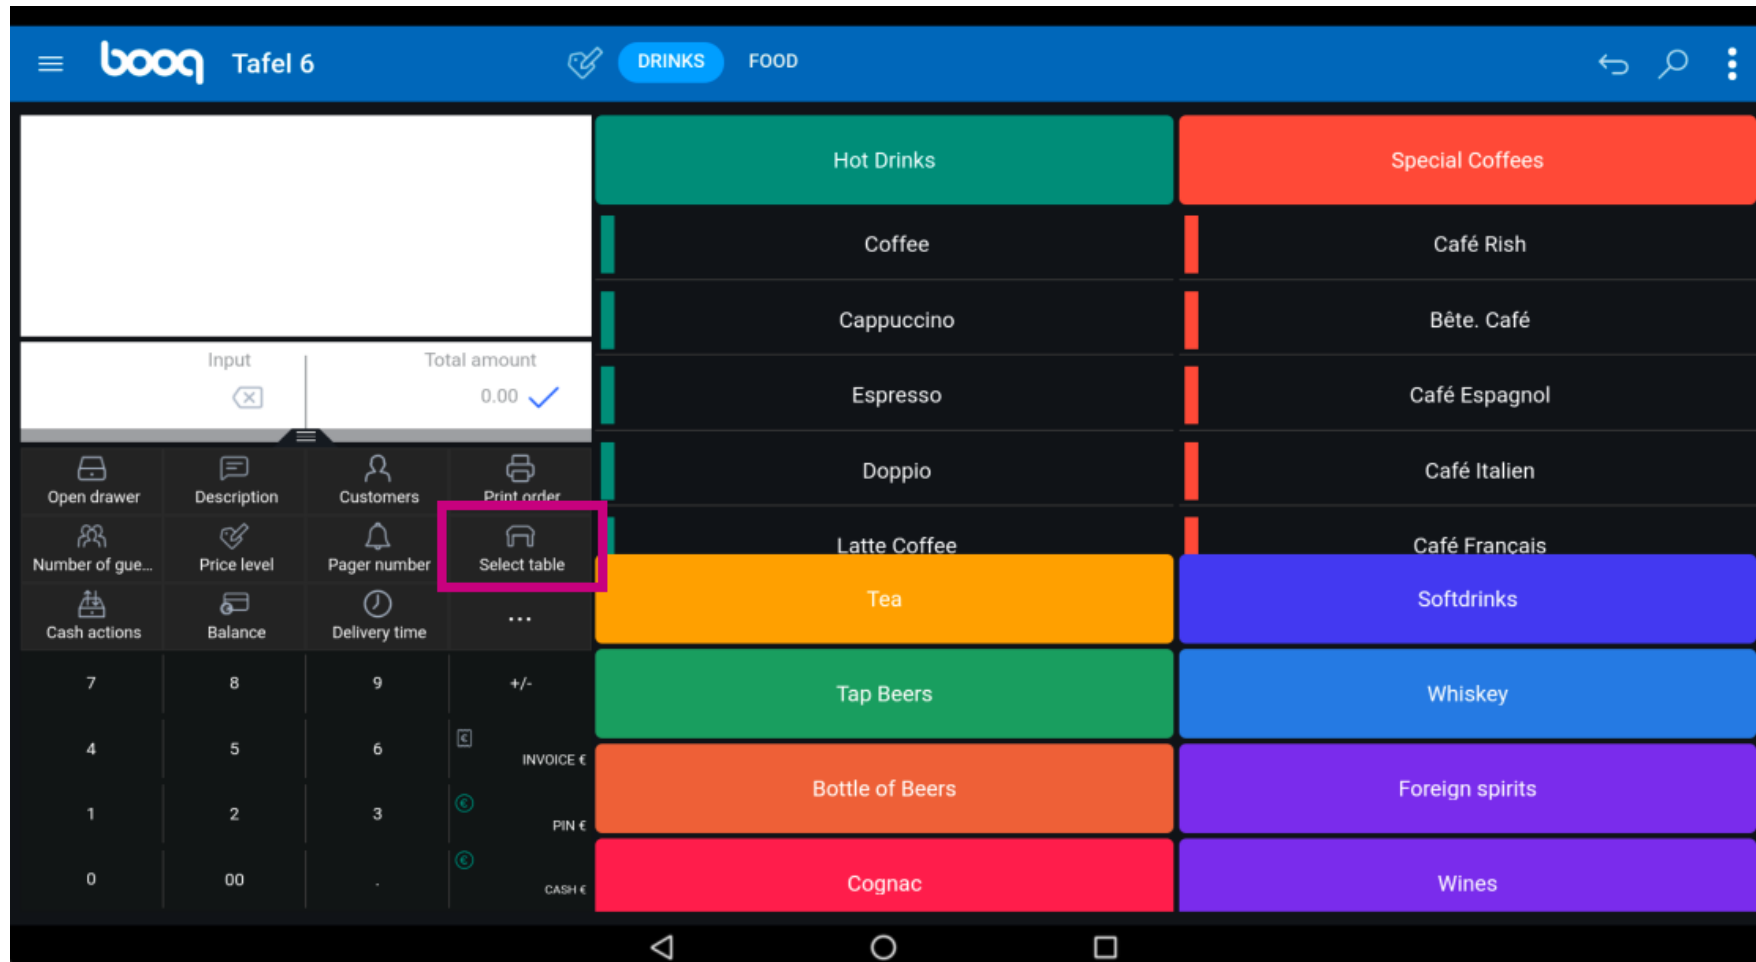 booq Tafel 6 DRINKS FOOD
Hot Drinks
Special Coffees
Coffee
Café Rish
Cappuccino
Bête. Café
Input Total amount
0.00
Espresso
Café Espagnol
Doppio
Café Italien
Open drawer Description Customers Print order
Latte Coffee
Café Français
Number of gue... Price level Pager number Select table
Tea
Softdrinks
Cash actions Balance Delivery time ...
7 8 9 +/-
Tap Beers
Whiskey
4 5 6 € INVOICE €
Bottle of Beers
Foreign spirits
1 2 3 € PIN €
0 00 . € CASH €
Cognac
Wines